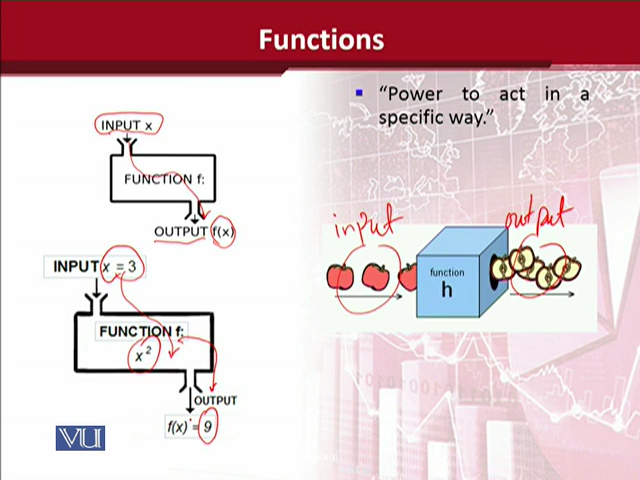 Functions
"Power to act in a
specific way."
INPUT x
FUNCTION f:
OUTPUT f(x)
INPUT x = 3
FUNCTION f:
x²
OUTPUT
f(x) = 9
input
output
function
h
VU